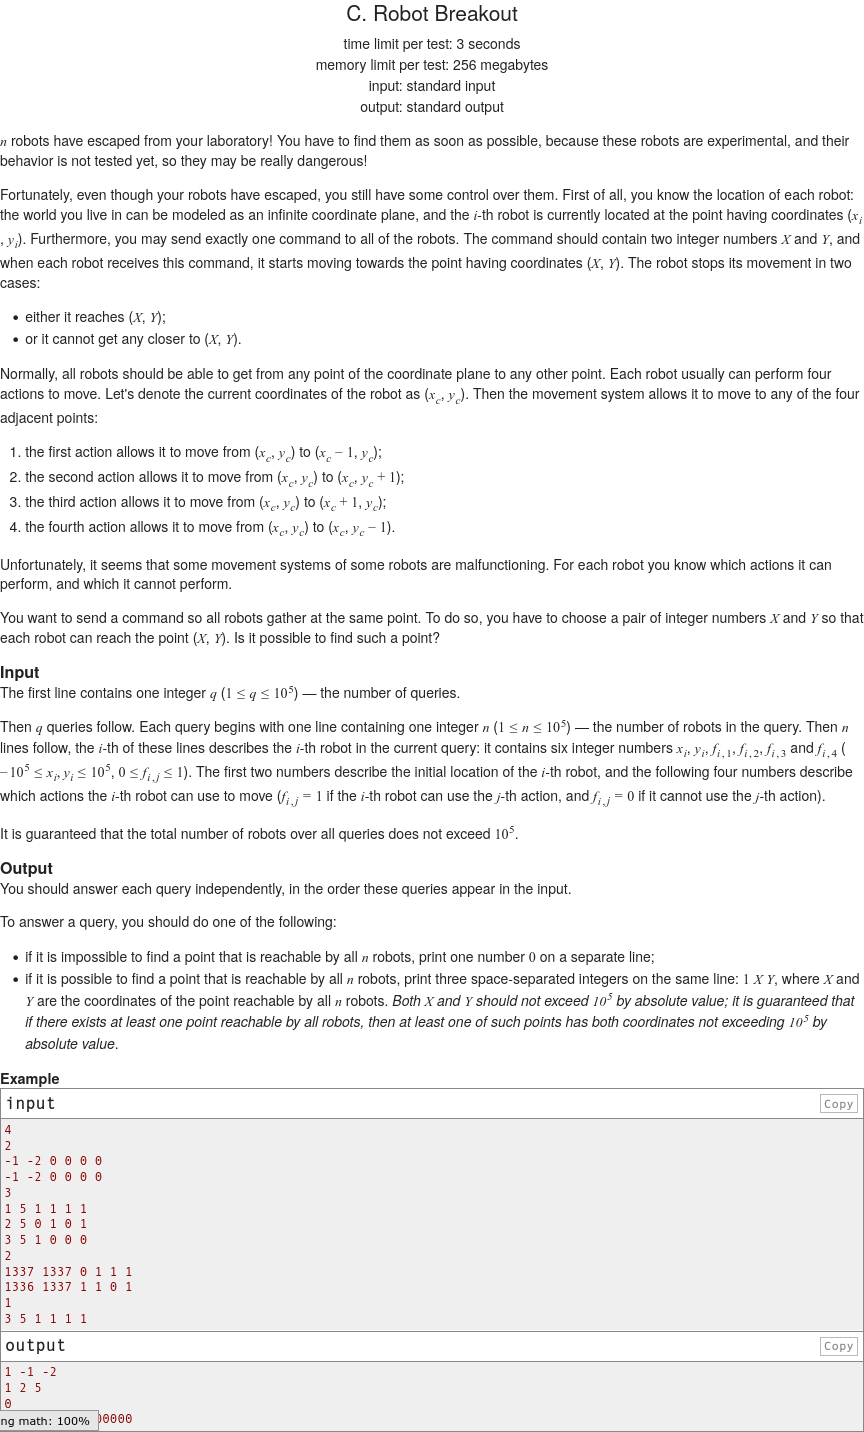 C. Robot Breakout
time limit per test: 3 seconds
memory limit per test: 256 megabytes
input: standard input
output: standard output
n robots have escaped from your laboratory! You have to find them as soon as possible, because these robots are experimental, and their
behavior is not tested yet, so they may be really dangerous!
Fortunately, even though your robots have escaped, you still have some control over them. First of all, you know the location of each robot:
the world you live in can be modeled as an infinite coordinate plane, and the i-th robot is currently located at the point having coordinates (x_i
, y_i). Furthermore, you may send exactly one command to all of the robots. The command should contain two integer numbers X and Y, and
when each robot receives this command, it starts moving towards the point having coordinates (X, Y). The robot stops its movement in two
cases:
• either it reaches (X, Y);
• or it cannot get any closer to (X, Y).
Normally, all robots should be able to get from any point of the coordinate plane to any other point. Each robot usually can perform four
actions to move. Let's denote the current coordinates of the robot as (x_c, y_c). Then the movement system allows it to move to any of the four
adjacent points:
1. the first action allows it to move from (x_c, y_c) to (x_c − 1, y_c);
2. the second action allows it to move from (x_c, y_c) to (x_c, y_c + 1);
3. the third action allows it to move from (x_c, y_c) to (x_c + 1, y_c);
4. the fourth action allows it to move from (x_c, y_c) to (x_c, y_c − 1).
Unfortunately, it seems that some movement systems of some robots are malfunctioning. For each robot you know which actions it can
perform, and which it cannot perform.
You want to send a command so all robots gather at the same point. To do so, you have to choose a pair of integer numbers X and Y so that
each robot can reach the point (X, Y). Is it possible to find such a point?
Input
The first line contains one integer q (1 ≤ q ≤ 10^5) — the number of queries.
Then q queries follow. Each query begins with one line containing one integer n (1 ≤ n ≤ 10^5) — the number of robots in the query. Then n
lines follow, the i-th of these lines describes the i-th robot in the current query: it contains six integer numbers x_i, y_i, f_{i,1}, f_{i,2}, f_{i,3} and f_{i,4} (
−10^5 ≤ x_i, y_i ≤ 10^5, 0 ≤ f_{i,j} ≤ 1). The first two numbers describe the initial location of the i-th robot, and the following four numbers describe
which actions the i-th robot can use to move (f_{i,j} = 1 if the i-th robot can use the j-th action, and f_{i,j} = 0 if it cannot use the j-th action).
It is guaranteed that the total number of robots over all queries does not exceed 10^5.
Output
You should answer each query independently, in the order these queries appear in the input.
To answer a query, you should do one of the following:
• if it is impossible to find a point that is reachable by all n robots, print one number 0 on a separate line;
• if it is possible to find a point that is reachable by all n robots, print three space-separated integers on the same line: 1 X Y, where X and
Y are the coordinates of the point reachable by all n robots. Both X and Y should not exceed 10^5 by absolute value; it is guaranteed that
if there exists at least one point reachable by all robots, then at least one of such points has both coordinates not exceeding 10^5 by
absolute value.
Example
input Copy
4
2
-1 -2 0 0 0 0
-1 -2 0 0 0 0
3
1 5 1 1 1 1
2 5 0 1 0 1
3 5 1 0 0 0
2
1337 1337 0 1 1 1
1336 1337 1 1 0 1
1
3 5 1 1 1 1
output Copy
1 -1 -2
1 2 5
0
ng math: 100% 00000